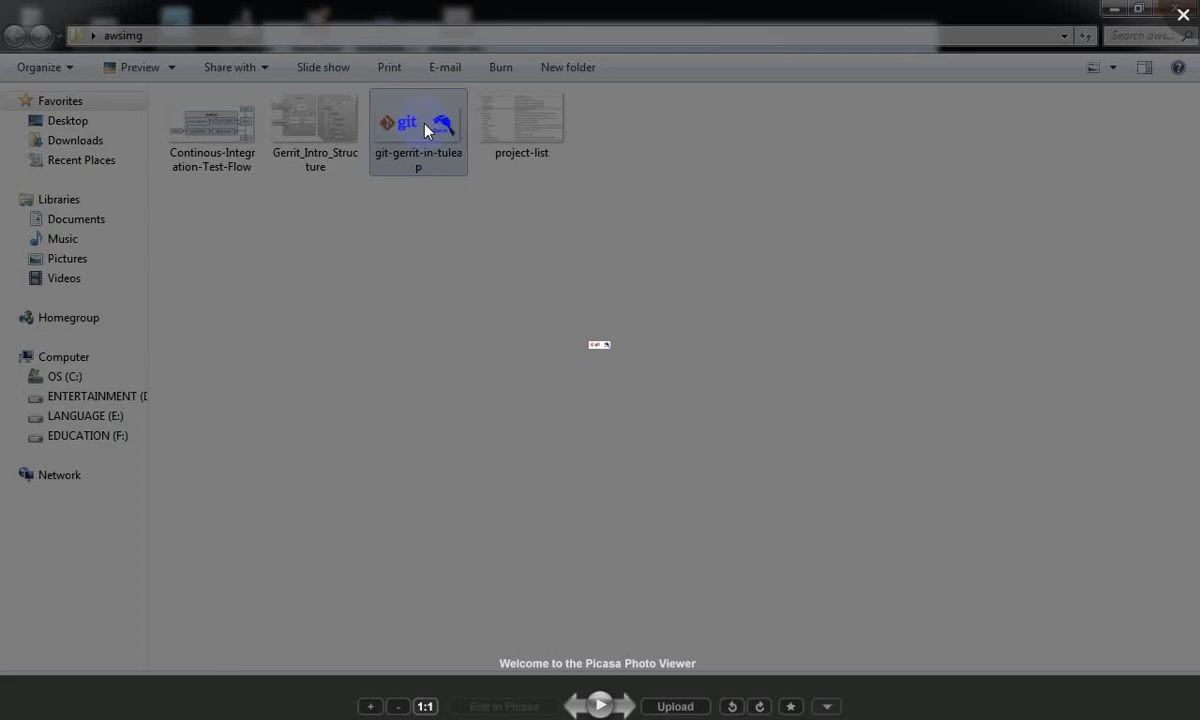 awsimg
Search aws...
Organize Preview Share with Slide show Print E-mail Burn New folder
Favorites
Desktop
Downloads
Recent Places
Libraries
Documents
Music
Pictures
Videos
Homegroup
Computer
OS (C:)
ENTERTAINMENT (D
LANGUAGE (E:)
EDUCATION (F:)
Network
git
Continous-Integr
ation-Test-Flow
Gerrit_Intro_Struc
ture
git-gerrit-in-tulea
p
project-list
Welcome to the Picasa Photo Viewer
+ - 1:1 Edit in Picasa Upload